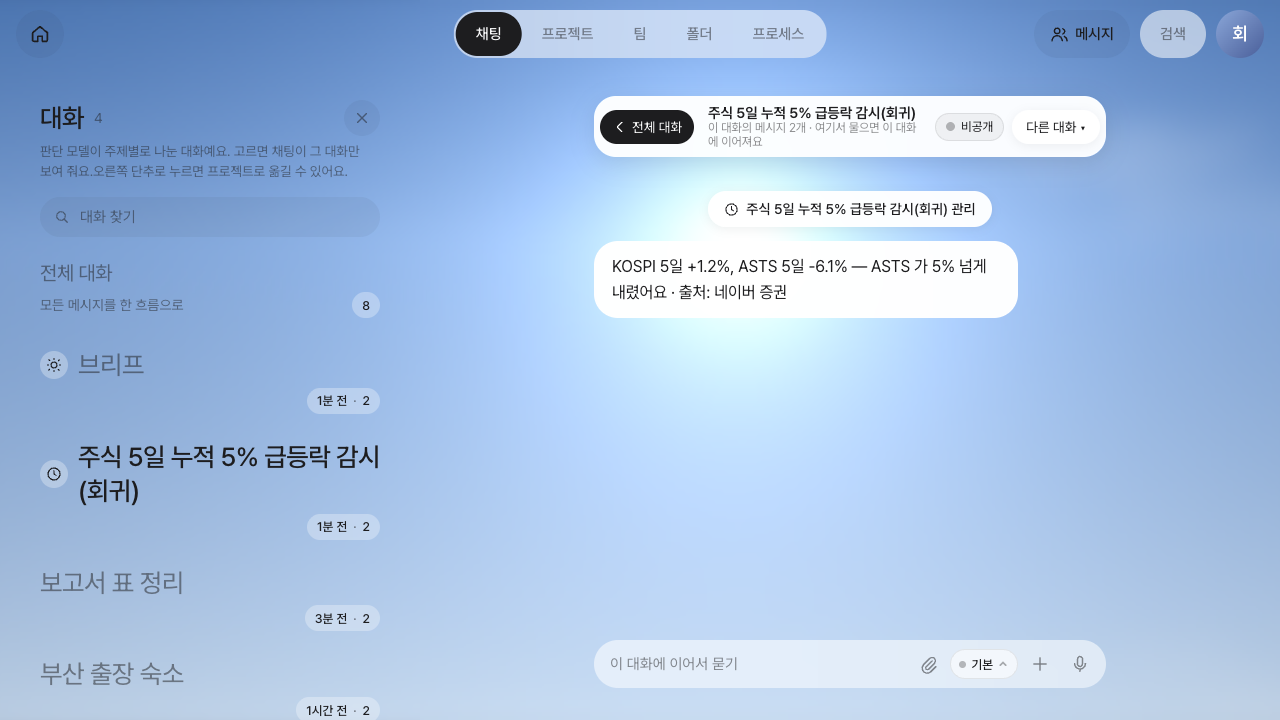 채팅
프로젝트
팀
폴더
프로세스
메시지
검색
회
대화 4
판단 모델이 주제별로 나눈 대화예요. 고르면 채팅이 그 대화만
보여 줘요.오른쪽 단추로 누르면 프로젝트로 옮길 수 있어요.
대화 찾기
전체 대화
모든 메시지를 한 흐름으로
8
브리프
1분 전 · 2
주식 5일 누적 5% 급등락 감시
(회귀)
1분 전 · 2
보고서 표 정리
3분 전 · 2
부산 출장 숙소
1시간 전 · 2
전체 대화
주식 5일 누적 5% 급등락 감시(회귀)
이 대화의 메시지 2개 · 여기서 물으면 이 대화
에 이어져요
비공개
다른 대화 ▾
주식 5일 누적 5% 급등락 감시(회귀) 관리
KOSPI 5일 +1.2%, ASTS 5일 -6.1% — ASTS 가 5% 넘게
내렸어요 · 출처: 네이버 증권
이 대화에 이어서 묻기
기본